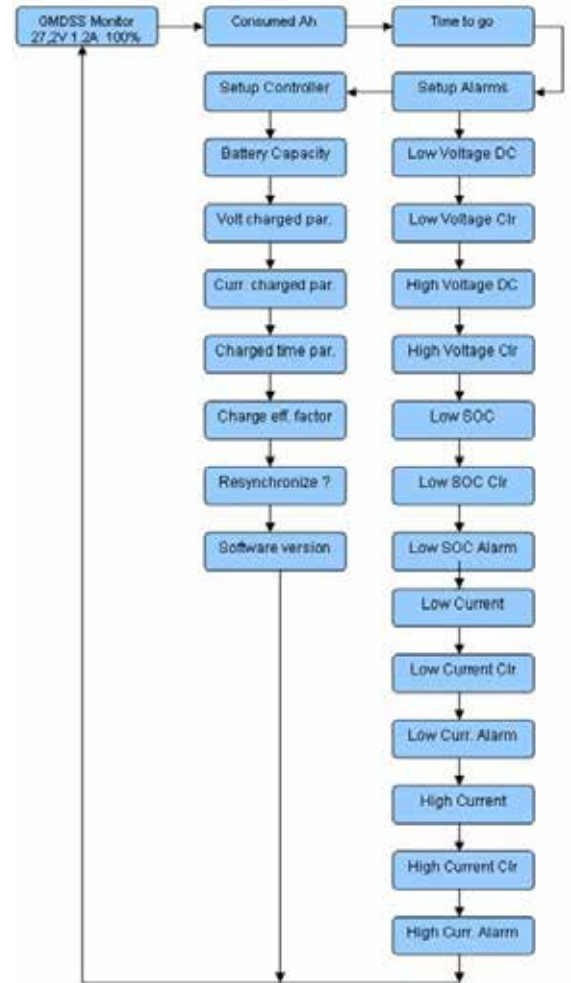 GMDSS Monitor
27,2V 1.2A 100%
Consumed Ah
Time to go
Setup Controller
Setup Alarms
Battery Capacity
Low Voltage DC
Volt charged par.
Low Voltage Clr
Curr. charged par.
High Voltage DC
Charged time par.
High Voltage Clr
Charge eff. factor
Low SOC
Resynchronize ?
Low SOC Clr
Software version
Low SOC Alarm
Low Current
Low Current Clr
Low Curr. Alarm
High Current
High Current Clr
High Curr. Alarm